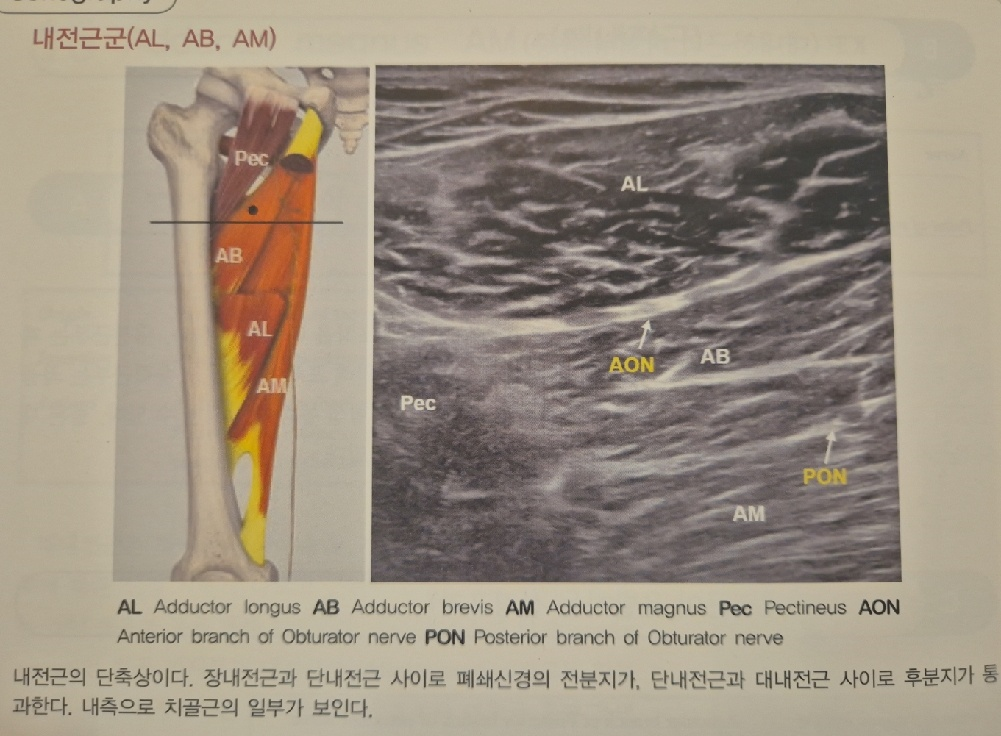 내전근군(AL, AB, AM)
Pec
AB
AL
AM
AL
AON
AB
Pec
PON
AM
AL Adductor longus AB Adductor brevis AM Adductor magnus Pec Pectineus AON
Anterior branch of Obturator nerve PON Posterior branch of Obturator nerve
내전근의 단축상이다. 장내전근과 단내전근 사이로 폐쇄신경의 전분지가, 단내전근과 대내전근 사이로 후분지가 통
과한다. 내측으로 치골근의 일부가 보인다.